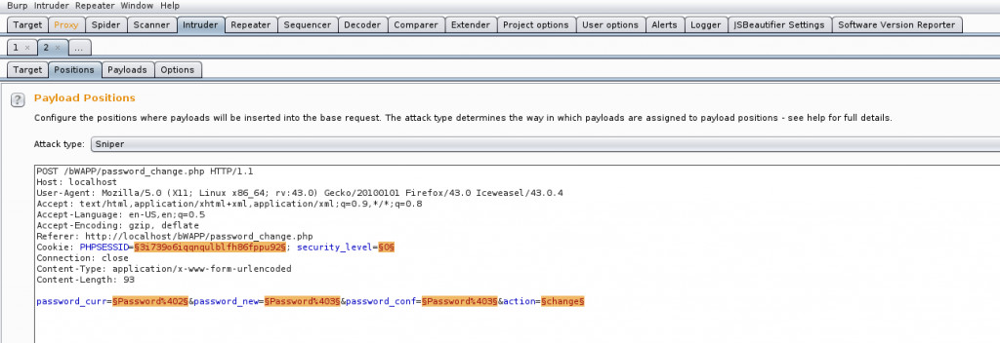 Burp Intruder Repeater Window Help
Target Proxy Spider Scanner Intruder Repeater Sequencer Decoder Comparer Extender Project options User options Alerts Logger JSBeautifier Settings Software Version Reporter
1 × 2 × ...
Target Positions Payloads Options
? Payload Positions
Configure the positions where payloads will be inserted into the base request. The attack type determines the way in which payloads are assigned to payload positions - see help for full details.
Attack type: Sniper
POST /bWAPP/password_change.php HTTP/1.1
Host: localhost
User-Agent: Mozilla/5.0 (X11; Linux x86_64; rv:43.0) Gecko/20100101 Firefox/43.0 Iceweasel/43.0.4
Accept: text/html,application/xhtml+xml,application/xml;q=0.9,*/*;q=0.8
Accept-Language: en-US,en;q=0.5
Accept-Encoding: gzip, deflate
Referer: http://localhost/bWAPP/password_change.php
Cookie: PHPSESSID=§3i739o6iqqnqulblfh86fppu92§; security_level=§0§
Connection: close
Content-Type: application/x-www-form-urlencoded
Content-Length: 93
password_curr=§Password%402§&password_new=§Password%403§&password_conf=§Password%403§&action=§change§